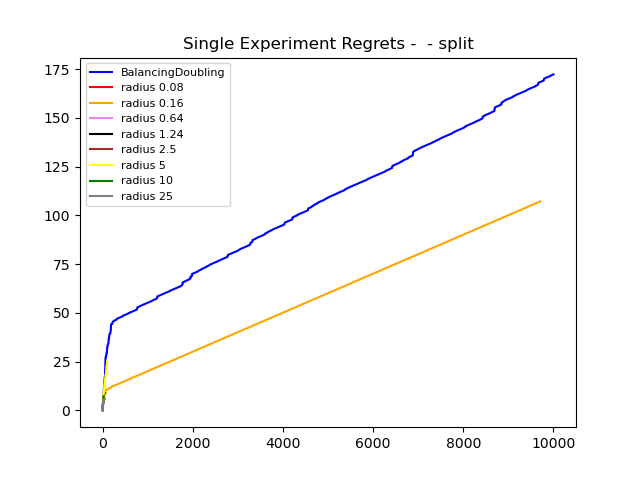 Single Experiment Regrets -  - split
175
150
125
100
75
50
25
0
BalancingDoubling
radius 0.08
radius 0.16
radius 0.64
radius 1.24
radius 2.5
radius 5
radius 10
radius 25
0 2000 4000 6000 8000 10000